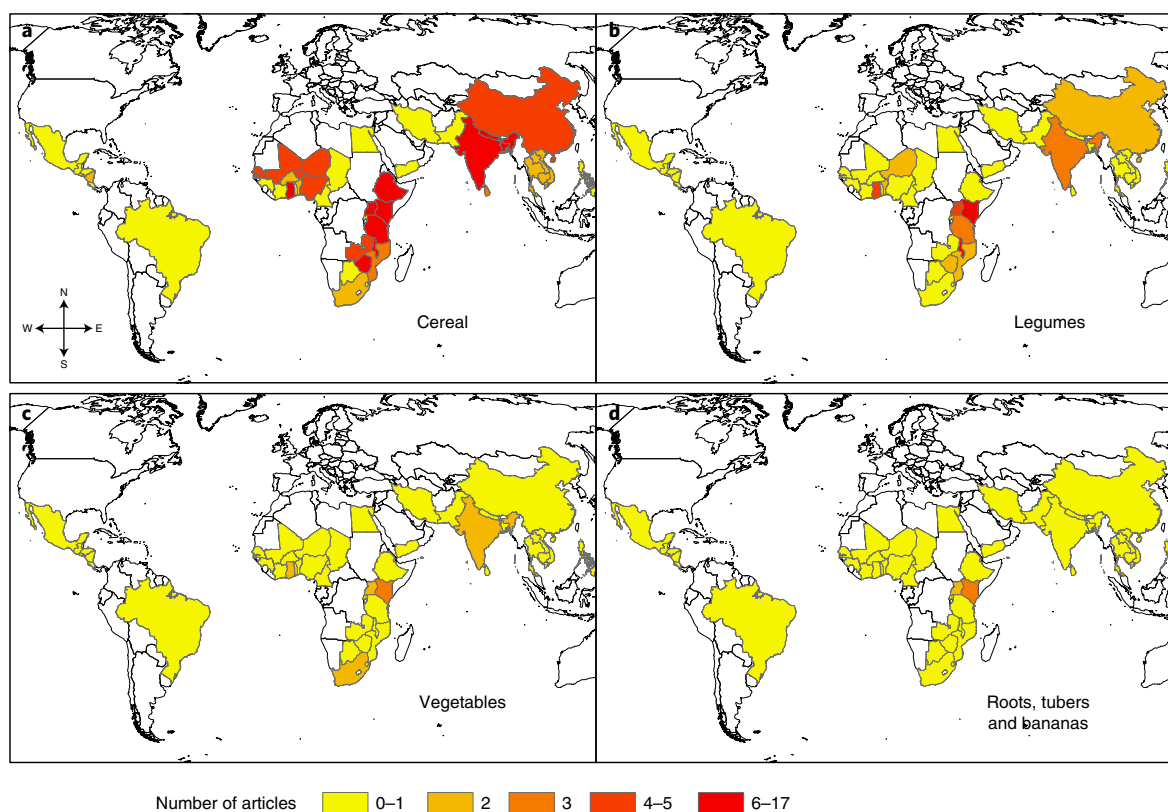 a
N
W
E
S
Cereal
b
Legumes
c
Vegetables
d
Roots, tubers
and bananas
Number of articles
0–1
2
3
4–5
6–17